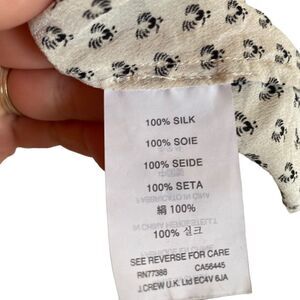 100% SILK
100% SOIE
100% SEIDE
100% SETA
絹 100%
100% 실크
SEE REVERSE FOR CARE
RN77386 CA56445
J.CREW U.K. Ltd EC4V 6JA